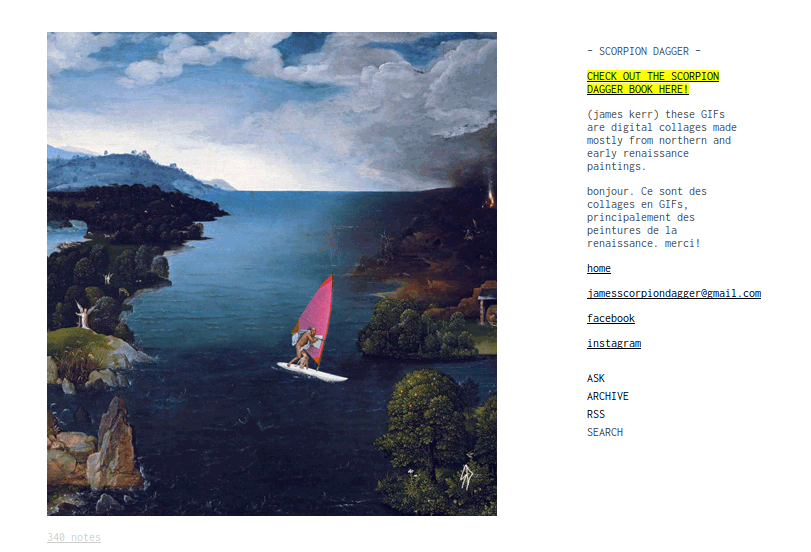 - SCORPION DAGGER -
CHECK OUT THE SCORPION
DAGGER BOOK HERE!
(james kerr) these GIFs
are digital collages made
mostly from northern and
early renaissance
paintings.
bonjour. Ce sont des
collages en GIFs,
principalement des
peintures de la
renaissance. merci!
home
jamesscorpiondagger@gmail.com
facebook
instagram
ASK
ARCHIVE
RSS
SEARCH
340 notes